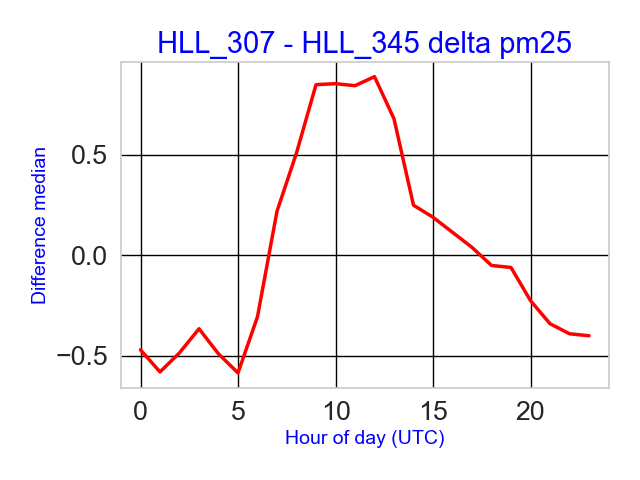 HLL_307 - HLL_345 delta pm25
Difference median
0.5
0.0
−0.5
0 5 10 15 20
Hour of day (UTC)